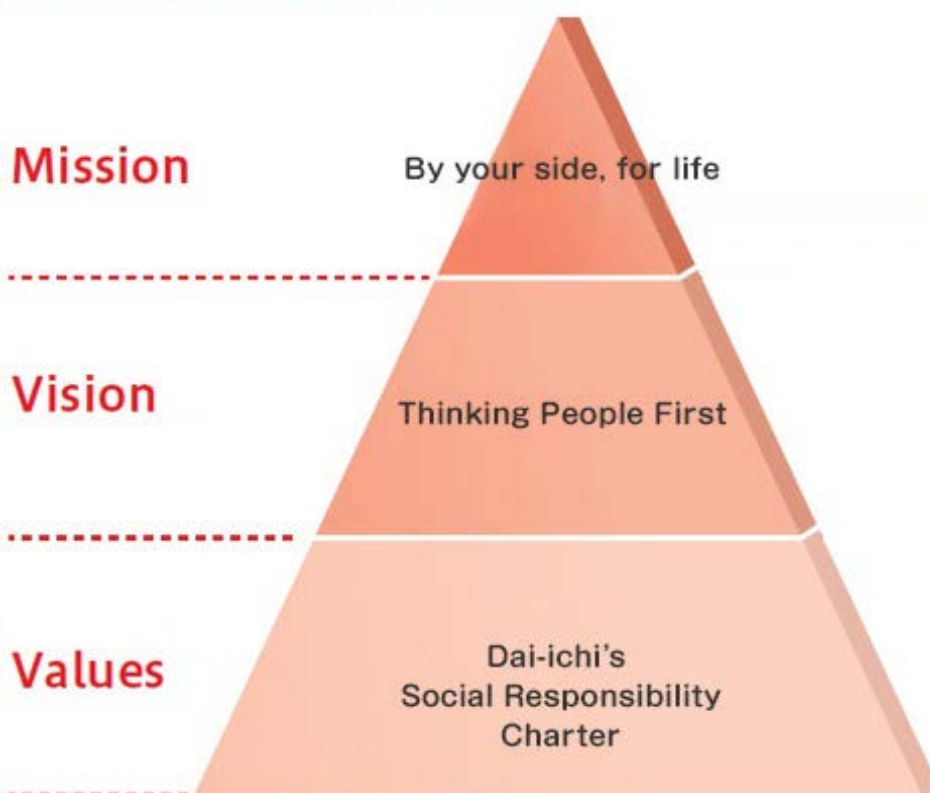 Mission
By your side, for life
Vision
Thinking People First
Values
Dai-ichi's
Social Responsibility
Charter